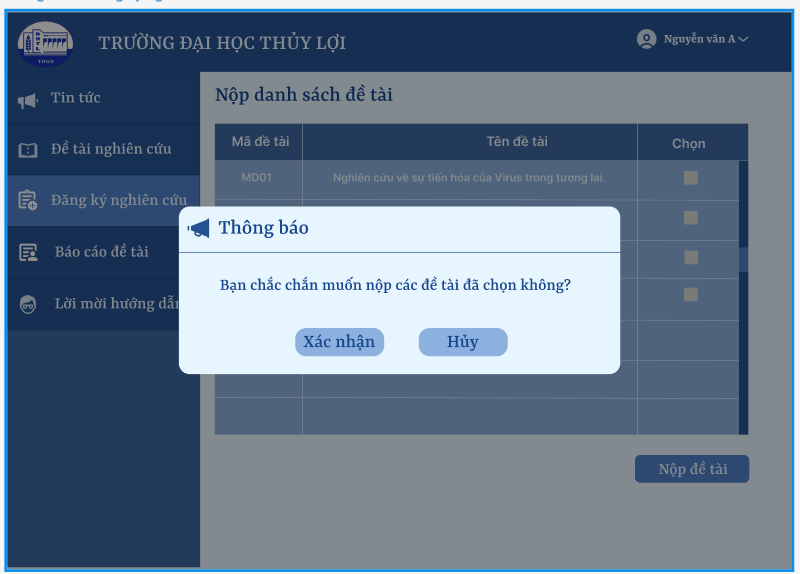 TRƯỜNG ĐẠI HỌC THỦY LỢI
Nguyễn văn A
1959
Tin tức
Đề tài nghiên cứu
Đăng ký nghiên cứu
Báo cáo đề tài
Lời mời hướng dẫn
Nộp danh sách đề tài
Mã đề tài Tên đề tài Chọn
MD01 Nghiên cứu về sự tiến hóa của Virus trong tương lai.
Thông báo
Bạn chắc chắn muốn nộp các đề tài đã chọn không?
Xác nhận Hủy
Nộp đề tài